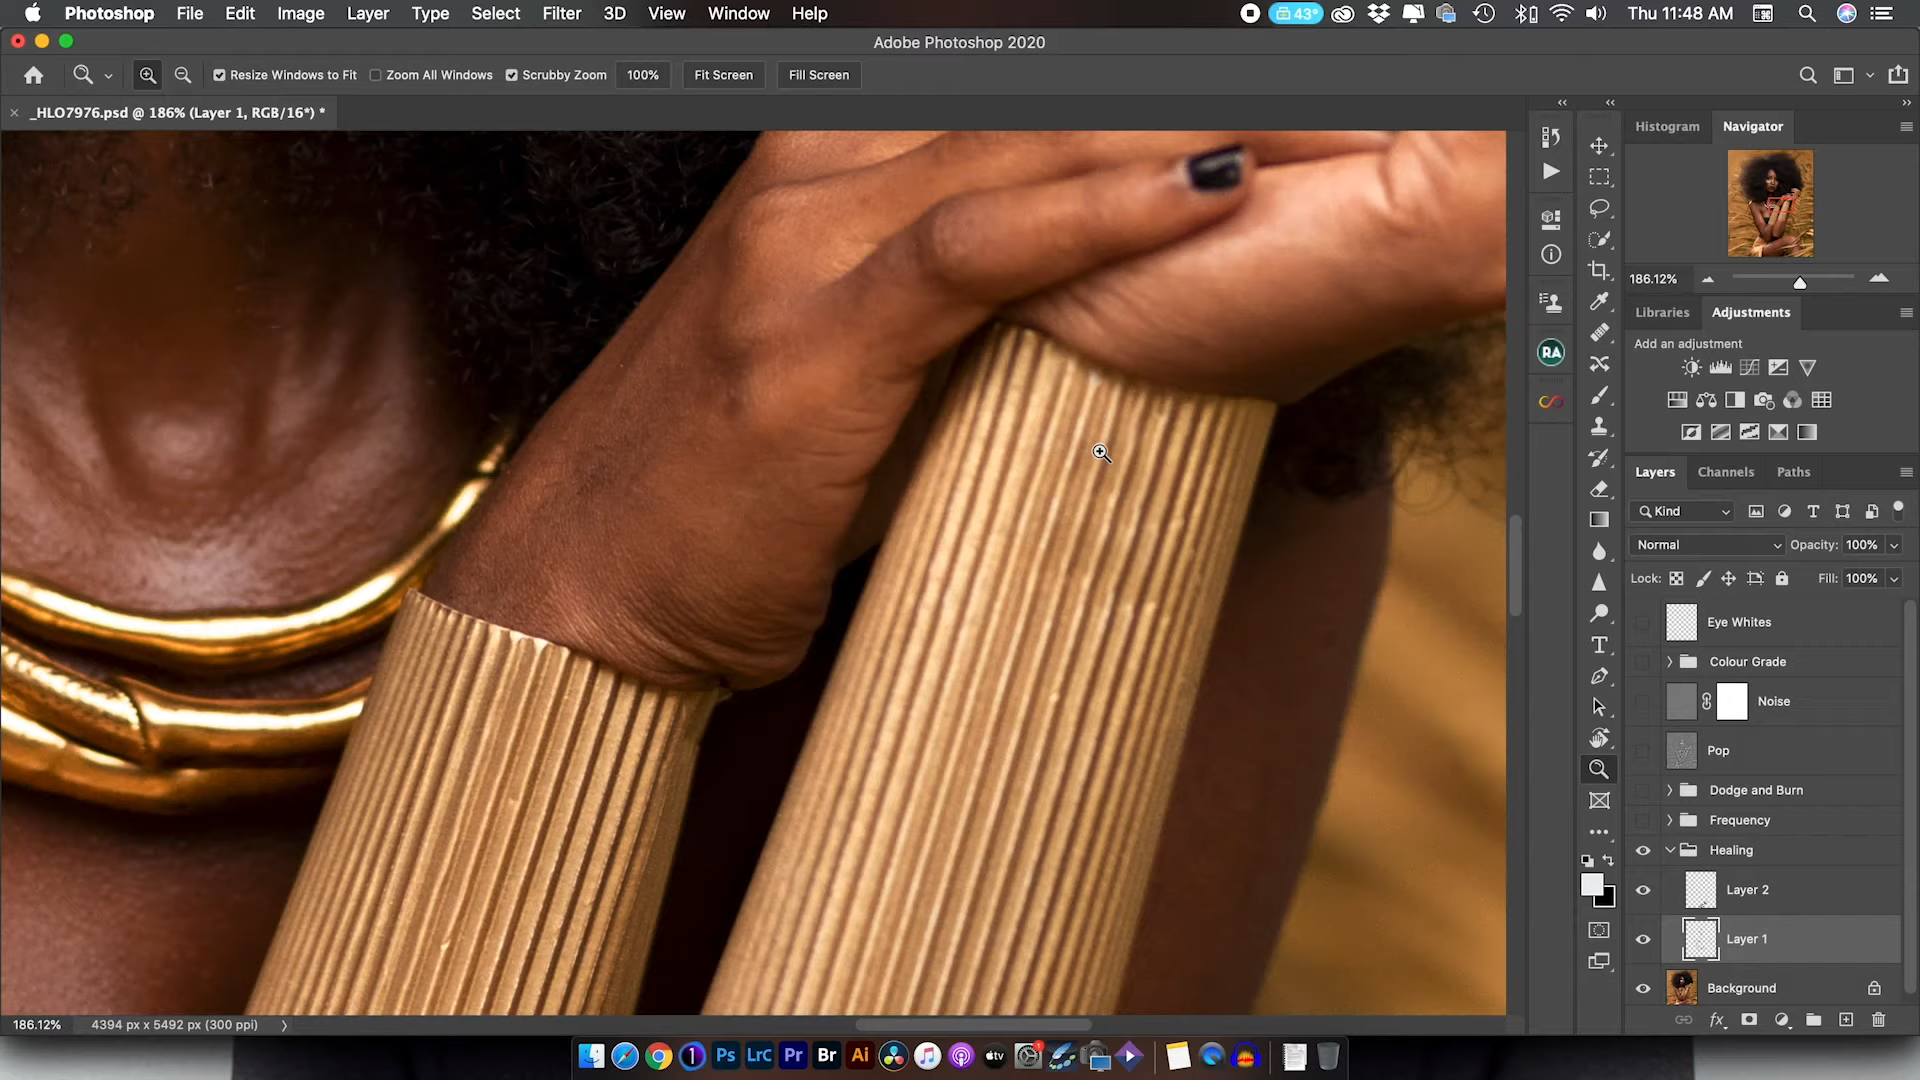 Photoshop File Edit Image Layer Type Select Filter 3D View Window Help 43° Thu 11:48 AM
Adobe Photoshop 2020
Resize Windows to Fit Zoom All Windows Scrubby Zoom 100% Fit Screen Fill Screen
_HLO7976.psd @ 186% (Layer 1, RGB/16*) *
Histogram Navigator
186.12%
Libraries Adjustments
Add an adjustment
RA
Layers Channels Paths
Kind
Normal Opacity: 100%
Lock: Fill: 100%
Eye Whites
Colour Grade
Noise
Pop
Dodge and Burn
Frequency
Healing
Layer 2
Layer 1
Background
186.12% 4394 px x 5492 px (300 ppi)
Ps LrC Pr Br Ai tv